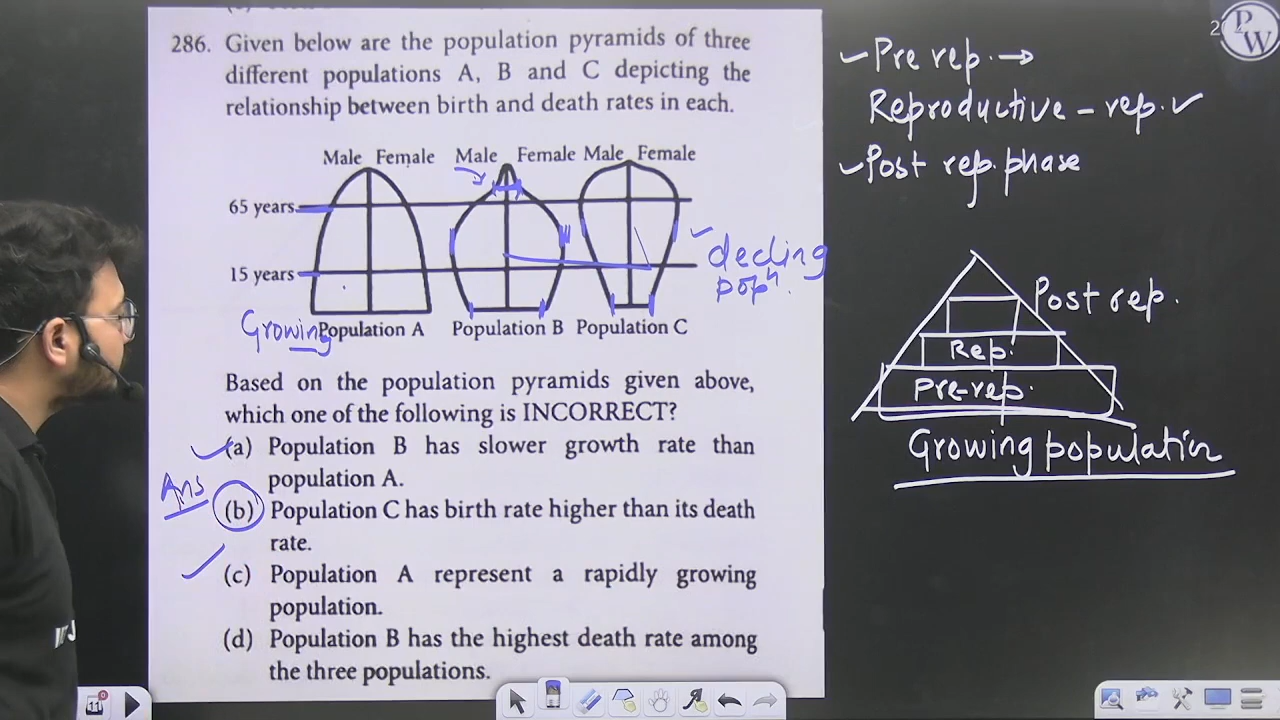 286. Given below are the population pyramids of three
different populations A, B and C depicting the
relationship between birth and death rates in each.
Male Female Male Female Male Female
65 years
15 years
Growing
Population A Population B Population C
decling
popⁿ.
Based on the population pyramids given above,
which one of the following is INCORRECT?
(a) Population B has slower growth rate than
population A.
Ans
(b) Population C has birth rate higher than its death
rate.
(c) Population A represent a rapidly growing
population.
(d) Population B has the highest death rate among
the three populations.
Pre rep. →
Reproductive - rep.
Post rep. phase
Post rep.
Rep.
Pre-rep.
Growing population
PW
11